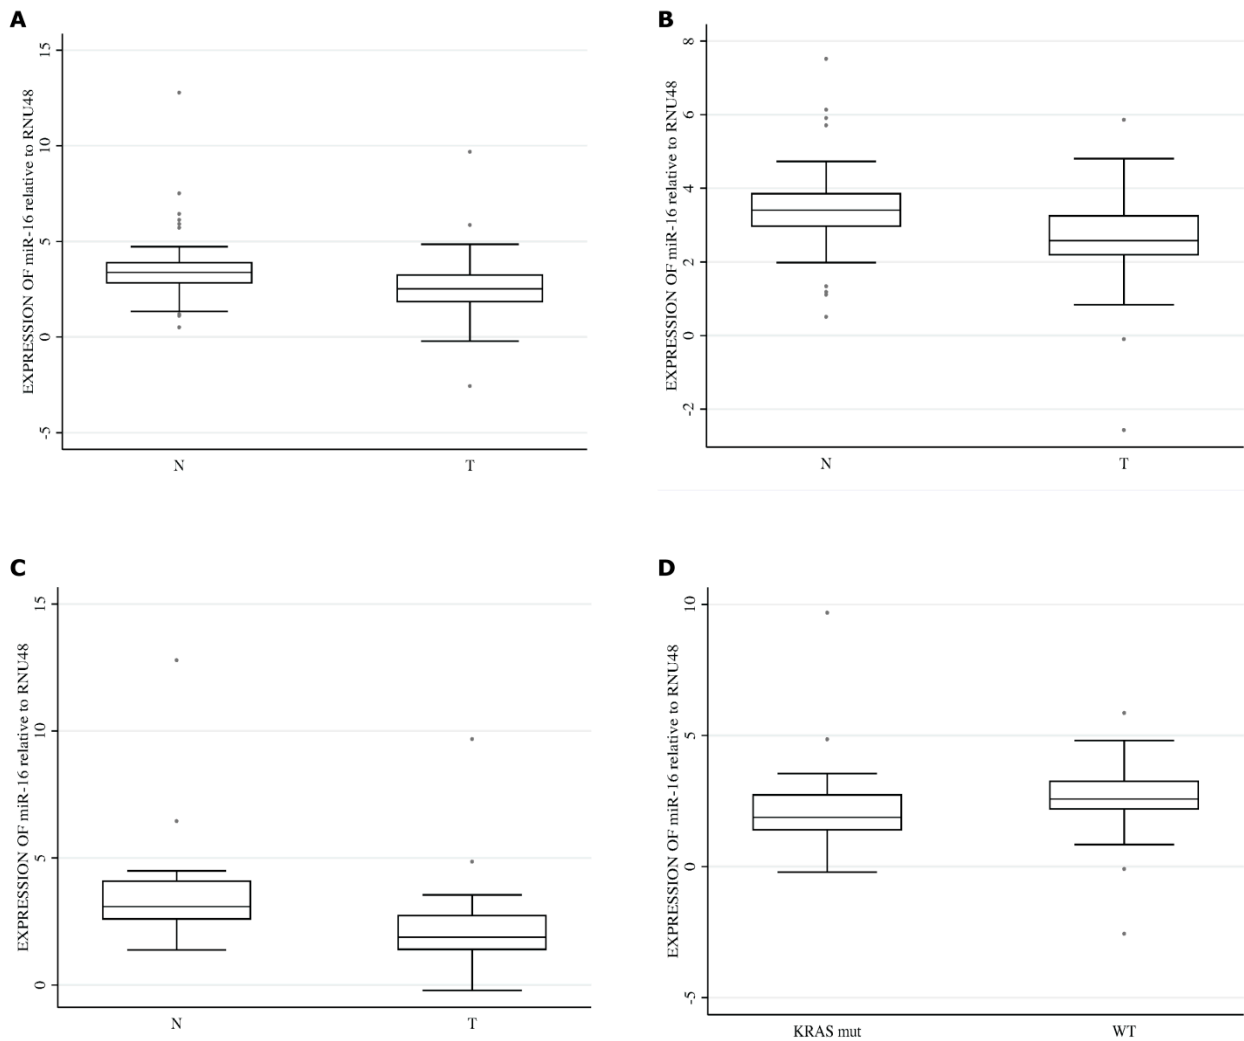 A
EXPRESSION OF miR-16 relative to RNU48
15
10
5
0
-5
N
T
B
EXPRESSION OF miR-16 relative to RNU48
8
6
4
2
0
-2
N
T
C
EXPRESSION OF miR-16 relative to RNU48
15
10
5
0
N
T
D
EXPRESSION OF miR-16 relative to RNU48
10
5
0
-5
KRAS mut
WT